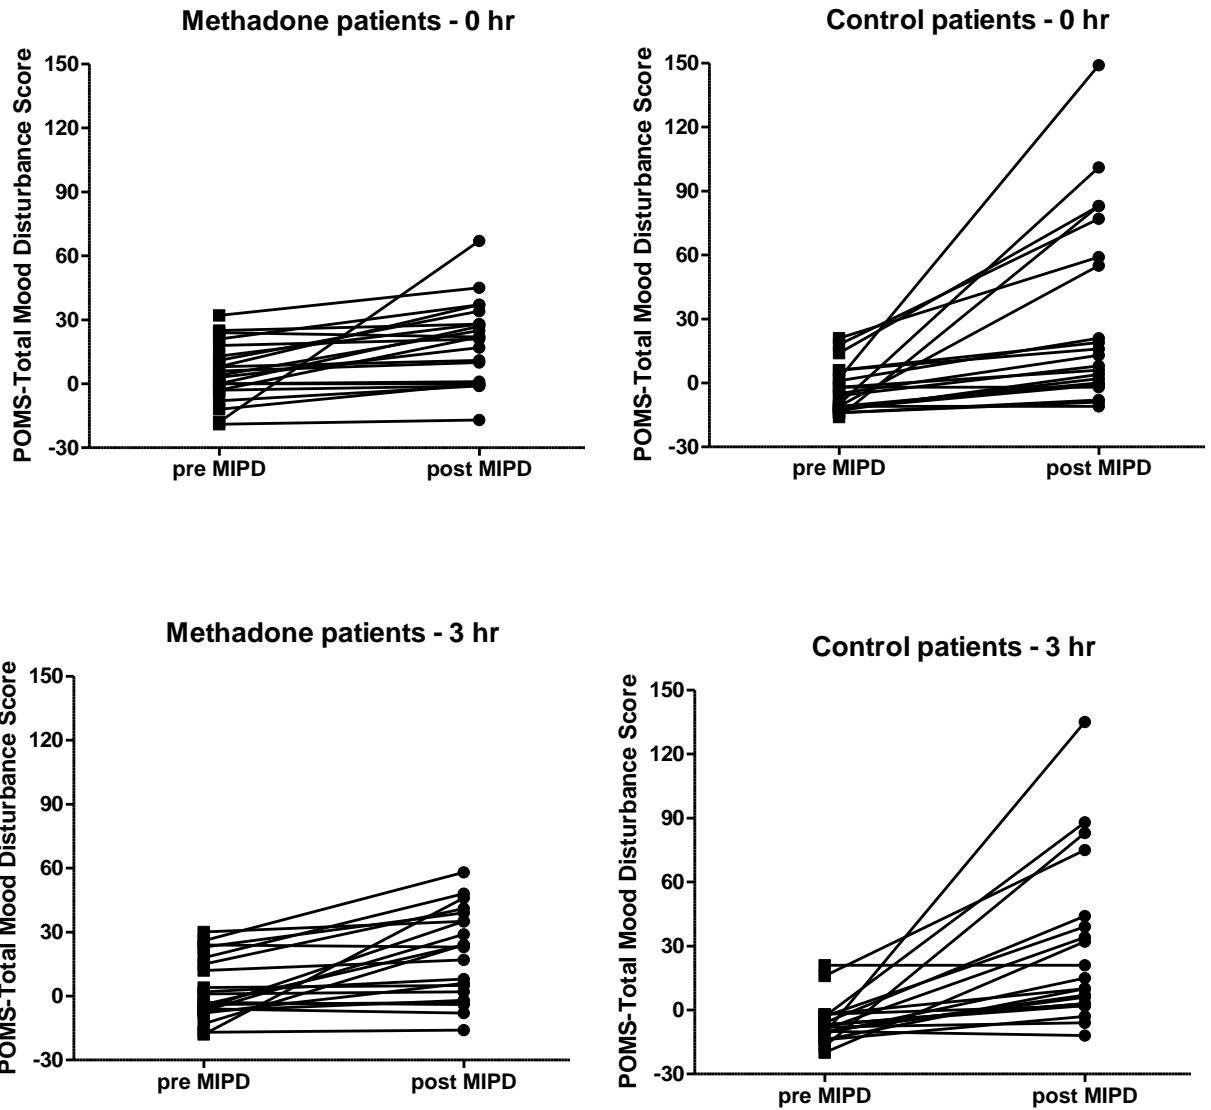 Methadone patients - 0 hr
POMS-Total Mood Disturbance Score
150
120
90
60
30
0
-30
pre MIPD
post MIPD
Control patients - 0 hr
POMS-Total Mood Disturbance Score
150
120
90
60
30
0
-30
pre MIPD
post MIPD
Methadone patients - 3 hr
POMS-Total Mood Disturbance Score
150
120
90
60
30
0
-30
pre MIPD
post MIPD
Control patients - 3 hr
POMS-Total Mood Disturbance Score
150
120
90
60
30
0
-30
pre MIPD
post MIPD